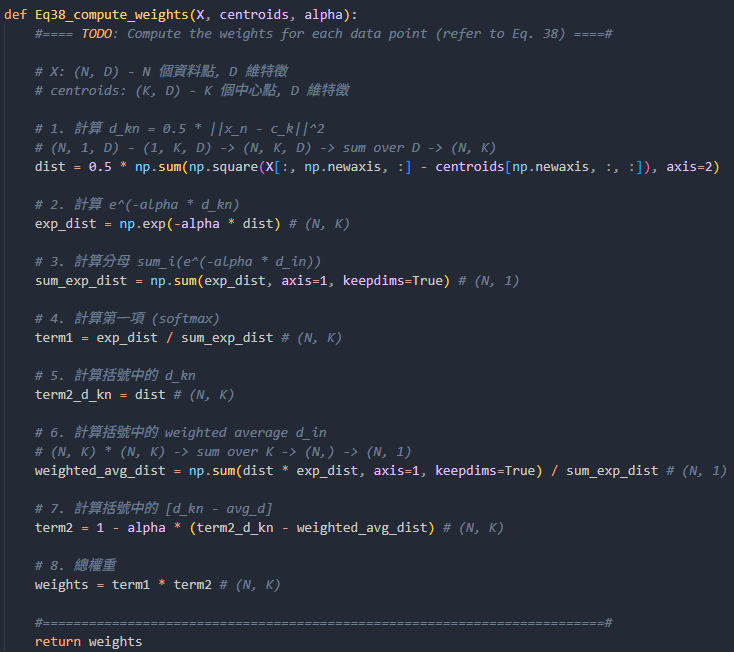 def Eq38_compute_weights(X, centroids, alpha):
#==== TODO: Compute the weights for each data point (refer to Eq. 38) ====#
# X: (N, D) - N 個資料點, D 維特徵
# centroids: (K, D) - K 個中心點, D 維特徵
# 1. 計算 d_kn = 0.5 * ||x_n - c_k||^2
# (N, 1, D) - (1, K, D) -> (N, K, D) -> sum over D -> (N, K)
dist = 0.5 * np.sum(np.square(X[:, np.newaxis, :] - centroids[np.newaxis, :, :]), axis=2)
# 2. 計算 e^(-alpha * d_kn)
exp_dist = np.exp(-alpha * dist) # (N, K)
# 3. 計算分母 sum_i(e^(-alpha * d_in))
sum_exp_dist = np.sum(exp_dist, axis=1, keepdims=True) # (N, 1)
# 4. 計算第一項 (softmax)
term1 = exp_dist / sum_exp_dist # (N, K)
# 5. 計算括號中的 d_kn
term2_d_kn = dist # (N, K)
# 6. 計算括號中的 weighted average d_in
# (N, K) * (N, K) -> sum over K -> (N,) -> (N, 1)
weighted_avg_dist = np.sum(dist * exp_dist, axis=1, keepdims=True) / sum_exp_dist # (N, 1)
# 7. 計算括號中的 [d_kn - avg_d]
term2 = 1 - alpha * (term2_d_kn - weighted_avg_dist) # (N, K)
# 8. 總權重
weights = term1 * term2 # (N, K)
#=========================================================================#
return weights